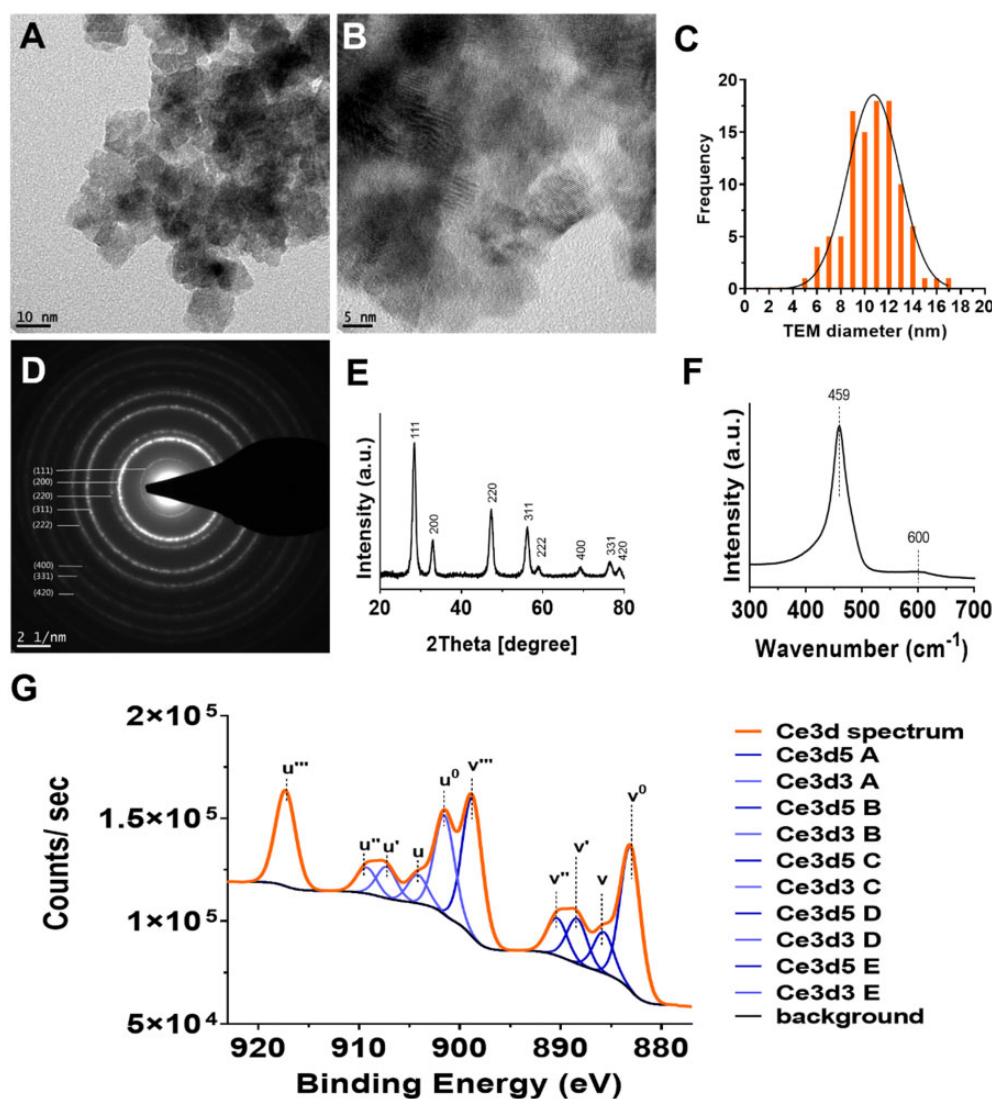 A
10 nm
B
5 nm
C
Frequency
20
15
10
5
0
0 2 4 6 8 10 12 14 16 18 20
TEM diameter (nm)
D
(111)
(200)
(220)
(311)
(222)
(400)
(331)
(420)
2 1/nm
E
Intensity (a.u.)
111
200
220
311
222
400
331
420
20 40 60 80
2Theta [degree]
F
Intensity (a.u.)
459
600
300 400 500 600 700
Wavenumber (cm⁻¹)
G
Counts/ sec
2×10⁵
1.5×10⁵
1×10⁵
5×10⁴
u'''
u''
u'
u
u⁰
v'''
v''
v'
v
v⁰
920 910 900 890 880
Binding Energy (eV)
Ce3d spectrum
Ce3d5 A
Ce3d3 A
Ce3d5 B
Ce3d3 B
Ce3d5 C
Ce3d3 C
Ce3d5 D
Ce3d3 D
Ce3d5 E
Ce3d3 E
background